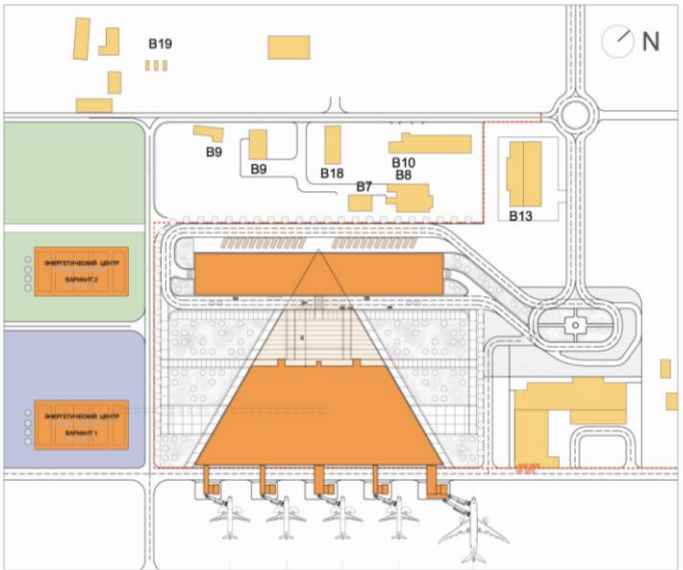 B19
N
B9
B9
B18
B10
B8
B7
B13
ЭНЕРГЕТИЧЕСКИЙ ЦЕНТР
ВАРИАНТ 2
ЭНЕРГЕТИЧЕСКИЙ ЦЕНТР
ВАРИАНТ 1